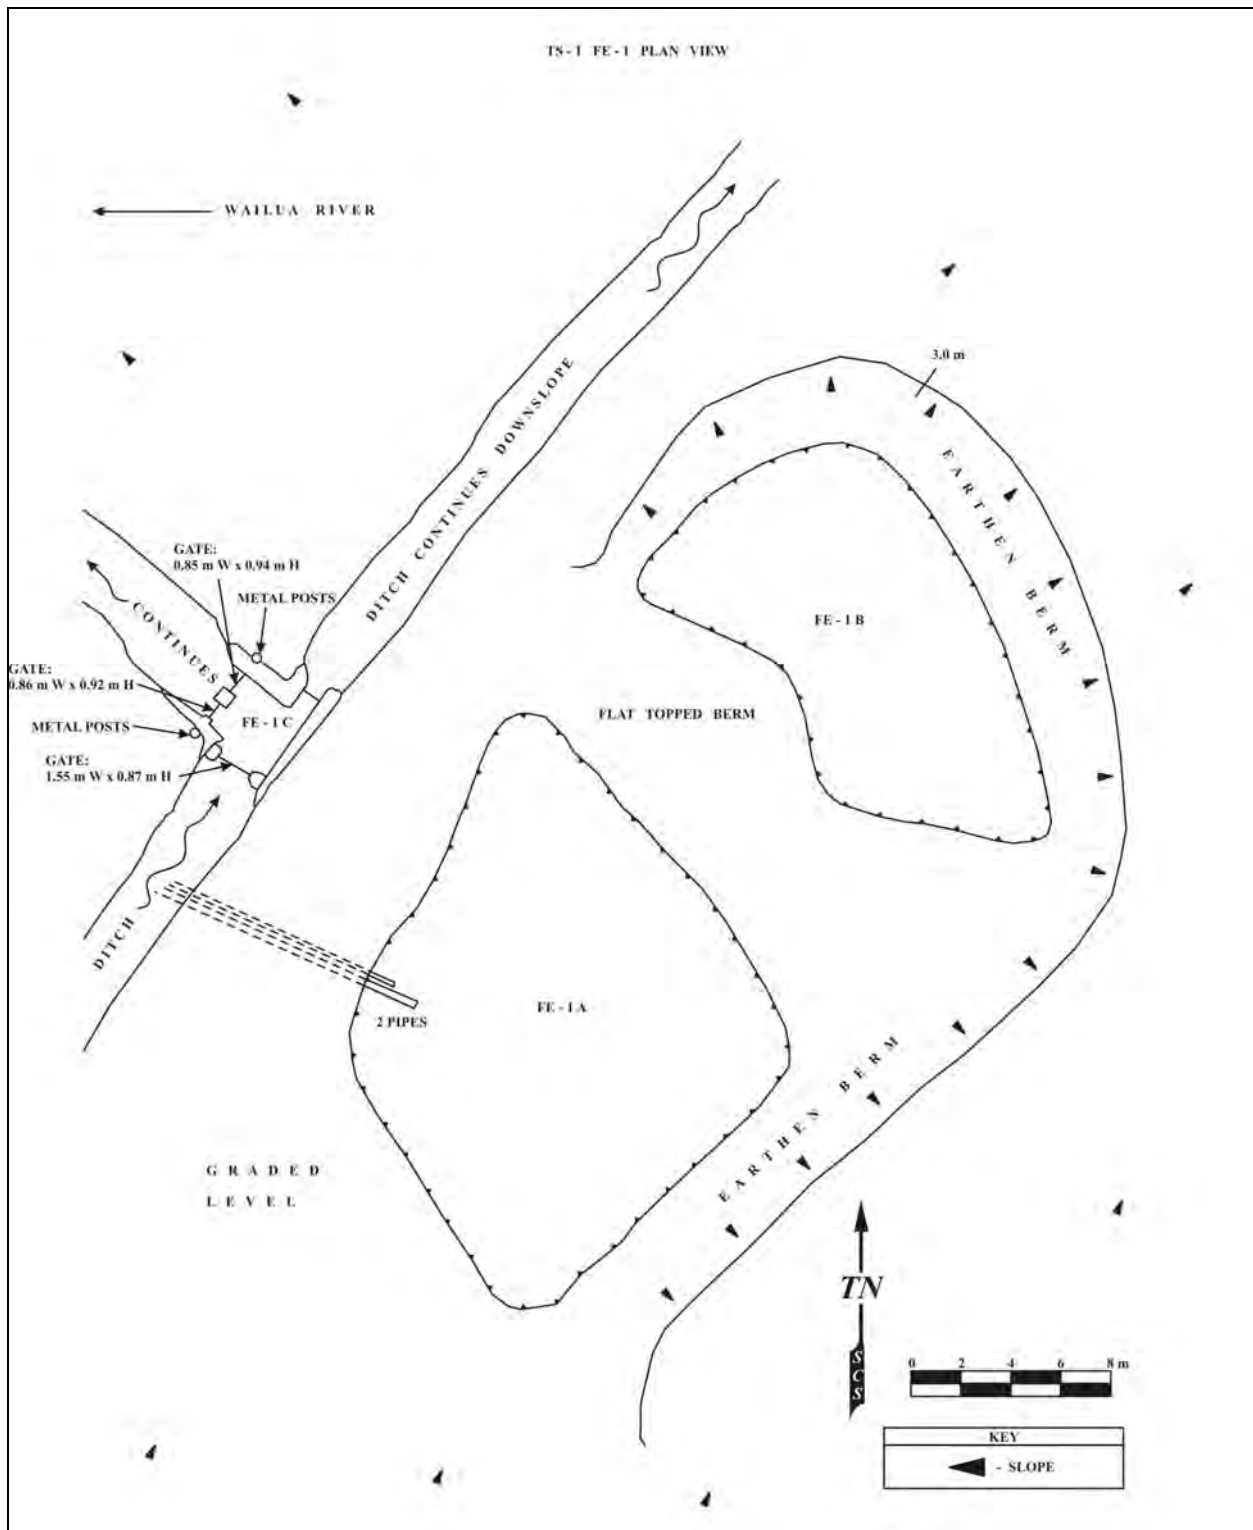 TS-1 FE-1 PLAN VIEW
WAILUA RIVER
3.0 m
DITCH CONTINUES DOWNSLOPE
EARTHEN BERM
GATE:
0.85 m W x 0.94 m H
METAL POSTS
CONTINUES
FE-1 B
GATE:
0.86 m W x 0.92 m H
FE-1 C
METAL POSTS
FLAT TOPPED BERM
GATE:
1.55 m W x 0.87 m H
DITCH
FE-1 A
2 PIPES
EARTHEN BERM
GRADED
LEVEL
TN
SCS
0 2 4 6 8 m
KEY
- SLOPE